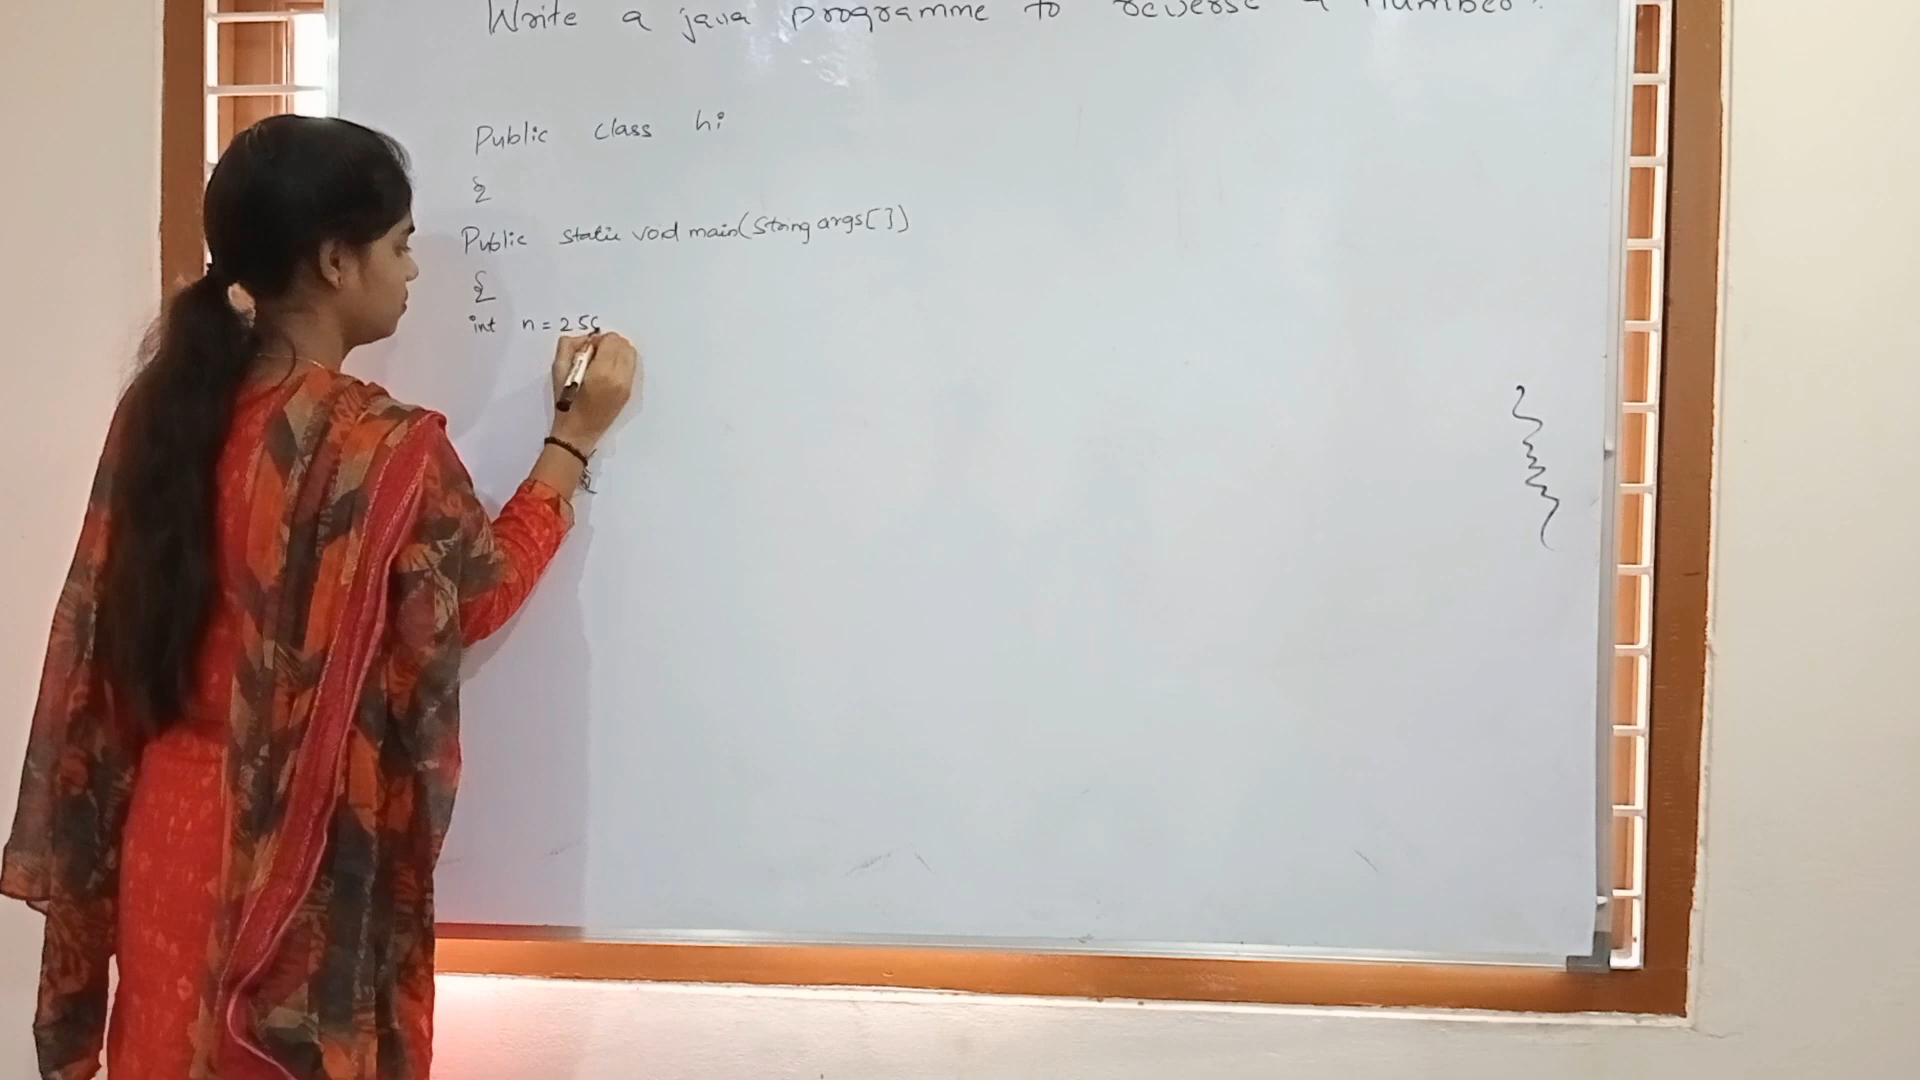 Write a java programme to reverse a number?
Public class hi
{
Public static void main(String args[])
{
int n = 256